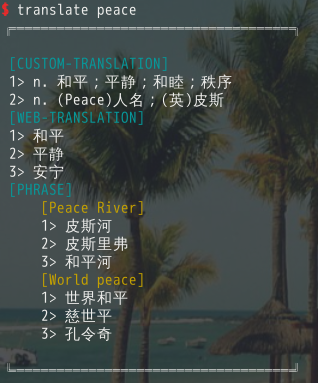 $ translate peace
[CUSTOM-TRANSLATION]
1> n. 和平；平静；和睦；秩序
2> n. (Peace)人名；(英)皮斯
[WEB-TRANSLATION]
1> 和平
2> 平静
3> 安宁
[PHRASE]
[Peace River]
1> 皮斯河
2> 皮斯里弗
3> 和平河
[World peace]
1> 世界和平
2> 慈世平
3> 孔令奇